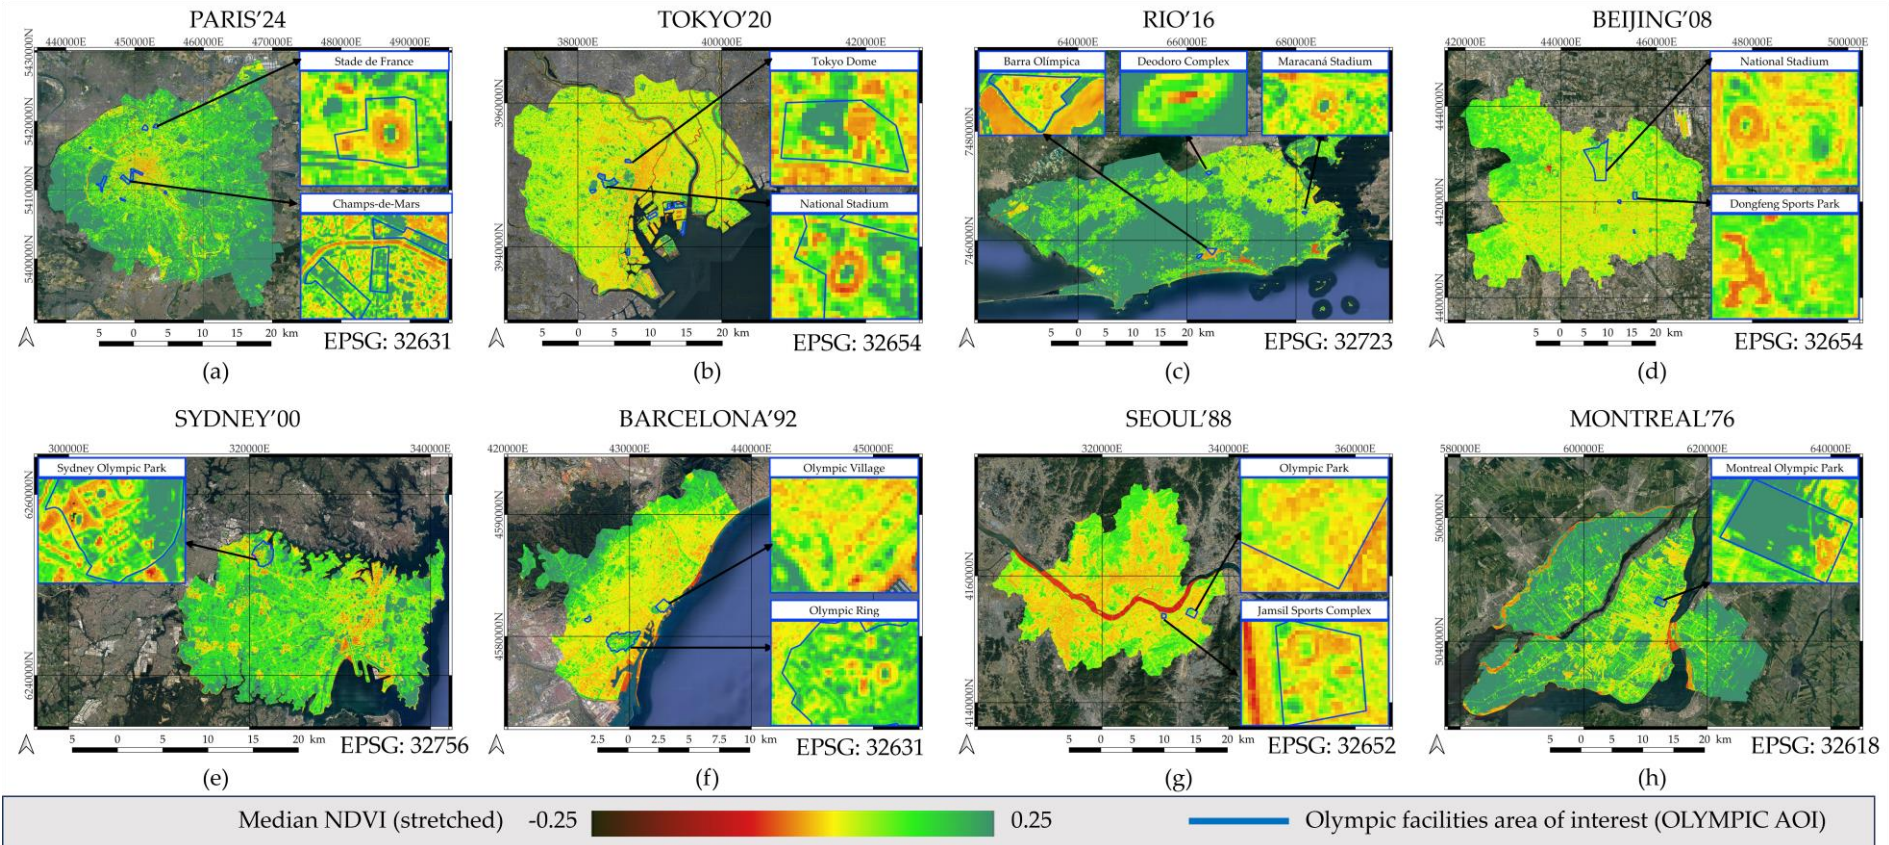 PARIS'24
440000E 450000E 460000E 470000E 480000E 490000E
5430000N
5420000N
5410000N
5400000N
Stade de France
Champs-de-Mars
5 0 5 10 15 20 km
EPSG: 32631
(a)
TOKYO'20
380000E 400000E 420000E
3960000N
3940000N
Tokyo Dome
National Stadium
5 0 5 10 15 20 km
EPSG: 32654
(b)
RIO'16
640000E 660000E 680000E
7480000N
7460000N
Barra Olímpica
Deodoro Complex
Maracaná Stadium
5 0 5 10 15 20 km
EPSG: 32723
(c)
BEIJING'08
420000E 440000E 460000E 480000E 500000E
4440000N
4420000N
4400000N
National Stadium
Dongfeng Sports Park
5 0 5 10 15 20 km
EPSG: 32654
(d)
SYDNEY'00
300000E 320000E 340000E
6260000N
6240000N
Sydney Olympic Park
5 0 5 10 15 20 km
EPSG: 32756
(e)
BARCELONA'92
420000E 430000E 440000E 450000E
4590000N
4580000N
Olympic Village
Olympic Ring
2.5 0 2.5 5 7.5 10 km
EPSG: 32631
(f)
SEOUL'88
320000E 340000E 360000E
4160000N
4140000N
Olympic Park
Jamsil Sports Complex
5 0 5 10 15 20 km
EPSG: 32652
(g)
MONTREAL'76
580000E 600000E 620000E 640000E
5060000N
5040000N
Montreal Olympic Park
5 0 5 10 15 20 km
EPSG: 32618
(h)
Median NDVI (stretched) -0.25 0.25 Olympic facilities area of interest (OLYMPIC AOI)